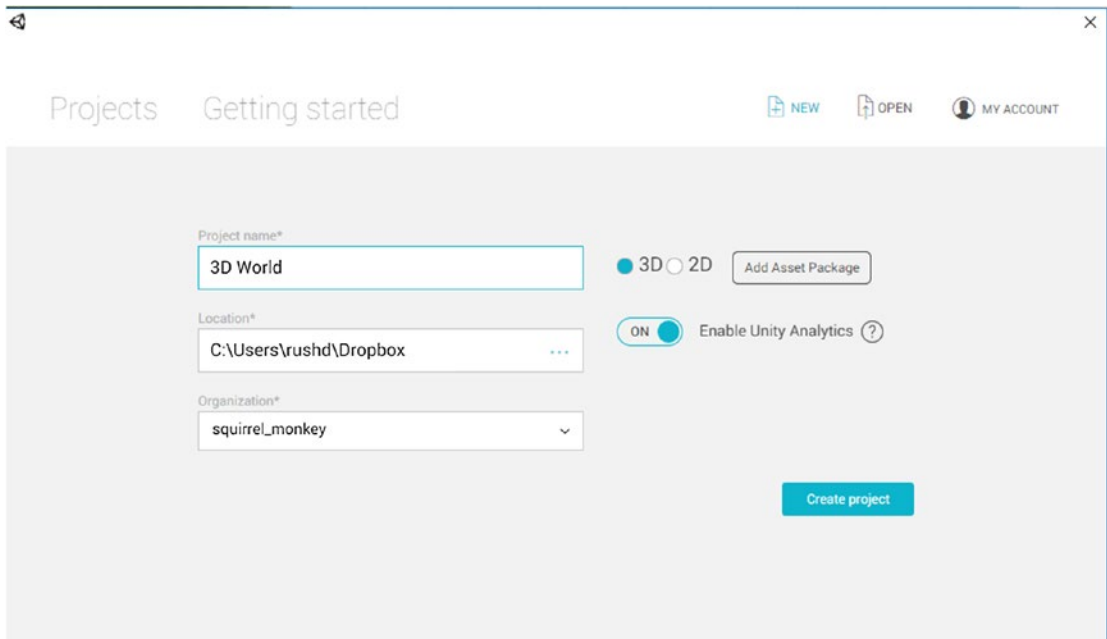 Projects Getting started NEW OPEN MY ACCOUNT
Project name*
3D World
3D 2D Add Asset Package
Location*
C:\Users\rushd\Dropbox ...
ON Enable Unity Analytics ?
Organization*
squirrel_monkey
Create project